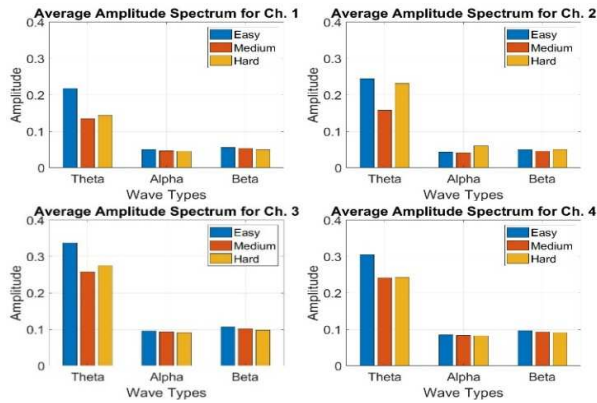 Average Amplitude Spectrum for Ch. 1
0.4
0.3
0.2
0.1
0
Amplitude
Easy
Medium
Hard
Theta Alpha Beta
Wave Types
Average Amplitude Spectrum for Ch. 2
0.4
0.3
0.2
0.1
0
Amplitude
Easy
Medium
Hard
Theta Alpha Beta
Wave Types
Average Amplitude Spectrum for Ch. 3
0.4
0.3
0.2
0.1
0
Amplitude
Easy
Medium
Hard
Theta Alpha Beta
Wave Types
Average Amplitude Spectrum for Ch. 4
0.4
0.3
0.2
0.1
0
Amplitude
Easy
Medium
Hard
Theta Alpha Beta
Wave Types